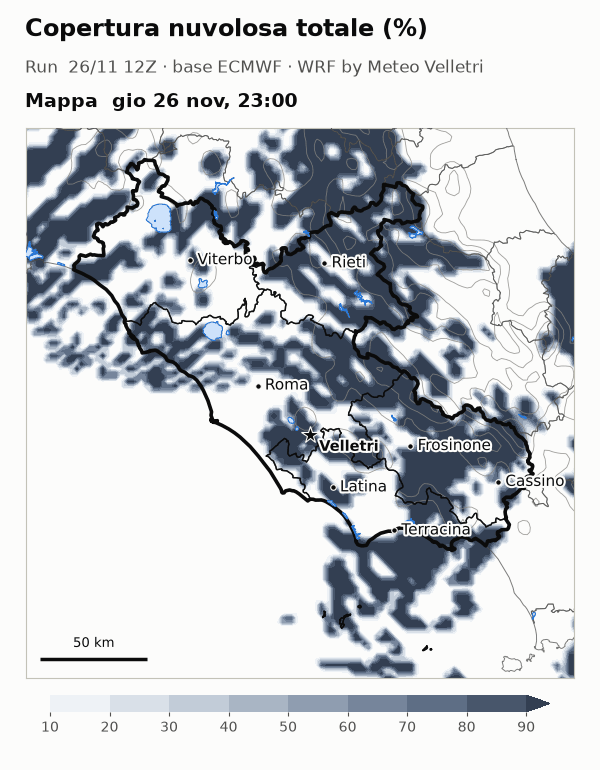 Copertura nuvolosa totale (%)
Run  26/11 12Z · base ECMWF · WRF by Meteo Velletri
Mappa  gio 26 nov, 23:00
Viterbo
Rieti
Roma
Velletri
Frosinone
Cassino
Latina
Terracina
50 km
10 20 30 40 50 60 70 80 90